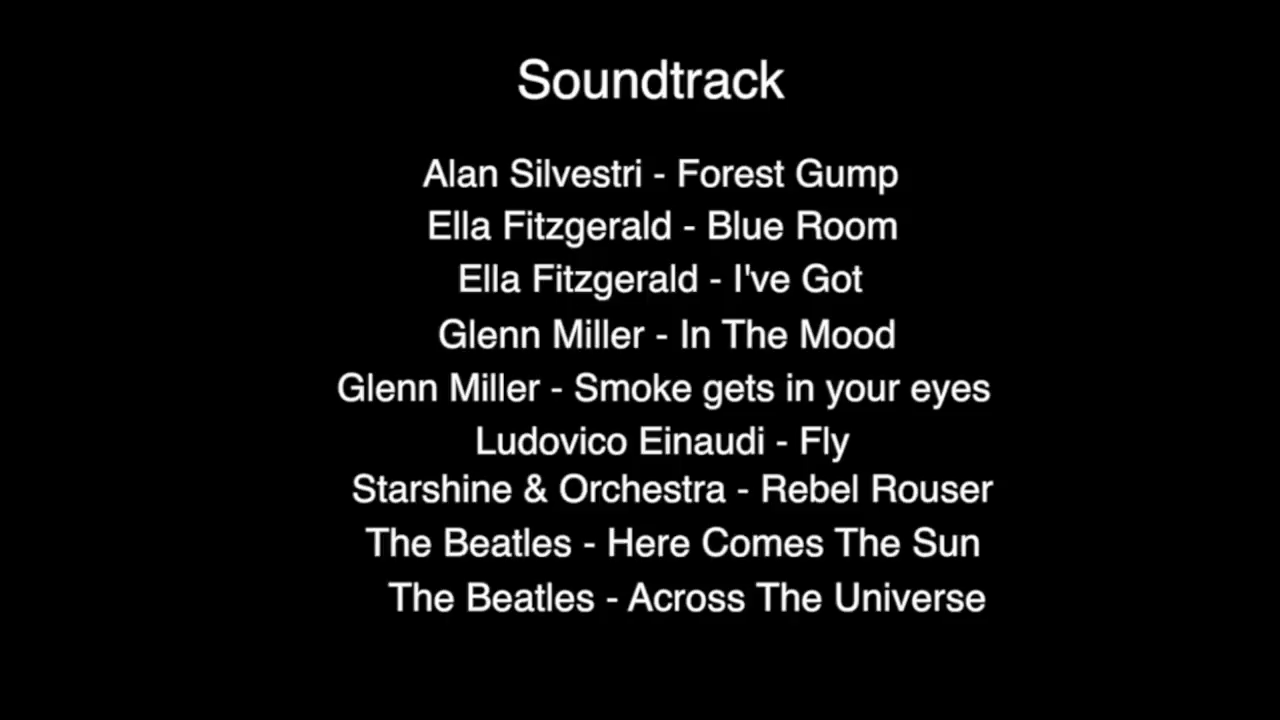 Soundtrack
Alan Silvestri - Forest Gump
Ella Fitzgerald - Blue Room
Ella Fitzgerald - I've Got
Glenn Miller - In The Mood
Glenn Miller - Smoke gets in your eyes
Ludovico Einaudi - Fly
Starshine & Orchestra - Rebel Rouser
The Beatles - Here Comes The Sun
The Beatles - Across The Universe